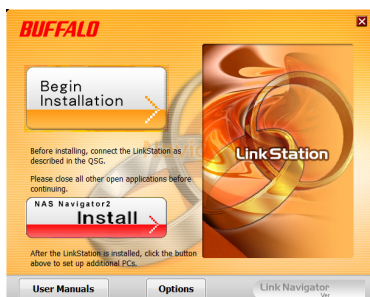 BUFFALO
Begin
Installation
Before installing, connect the LinkStation as
described in the QSG.
Please close all other open applications before
continuing.
NAS Navigator2
Install
After the LinkStation is installed, click the button
above to set up additional PCs.
LinkStation
User Manuals
Options
Link Navigator
Ver